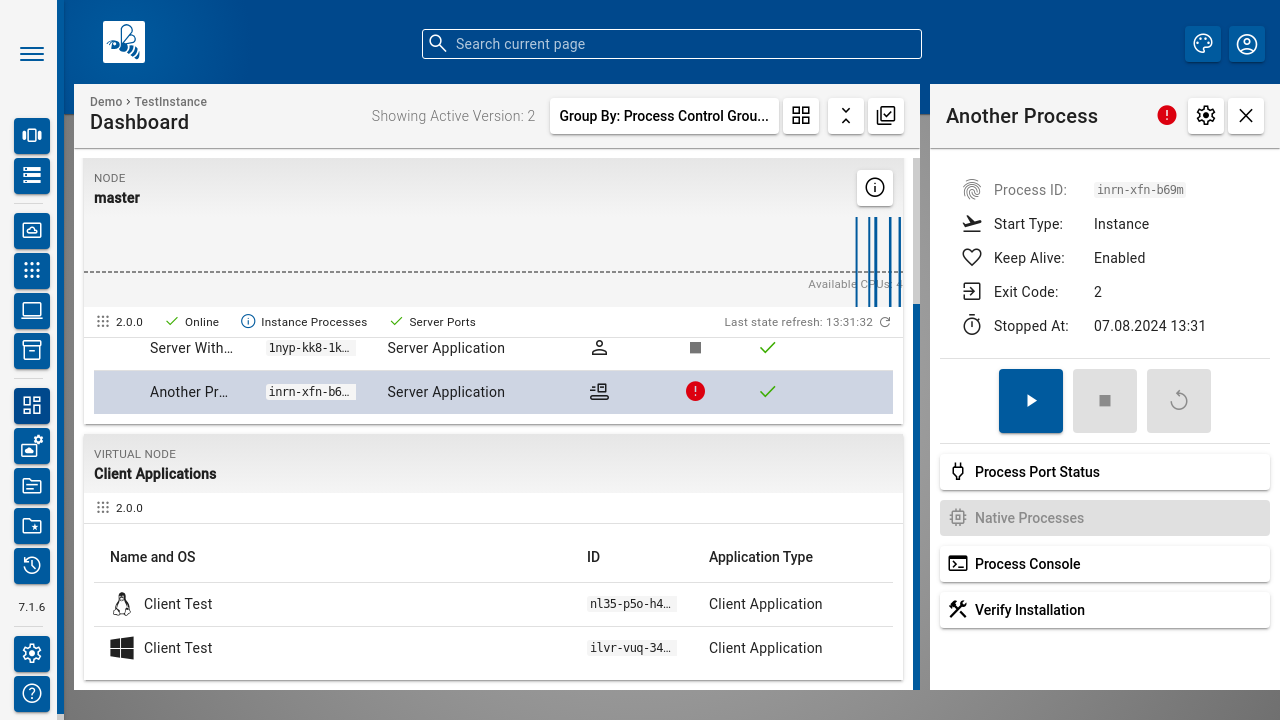 Search current page
Demo > TestInstance
Dashboard
Showing Active Version: 2
Group By: Process Control Grou...
NODE
master
Available CPUs: 4
2.0.0
Online
Instance Processes
Server Ports
Last state refresh: 13:31:32
Server With... 1nyp-kk8-1k... Server Application
Another Pr... inrn-xfn-b6... Server Application
VIRTUAL NODE
Client Applications
2.0.0
Name and OS ID Application Type
Client Test nl35-p5o-h4... Client Application
Client Test ilvr-vuq-34... Client Application
7.1.6
Another Process
Process ID: inrn-xfn-b69m
Start Type: Instance
Keep Alive: Enabled
Exit Code: 2
Stopped At: 07.08.2024 13:31
Process Port Status
Native Processes
Process Console
Verify Installation